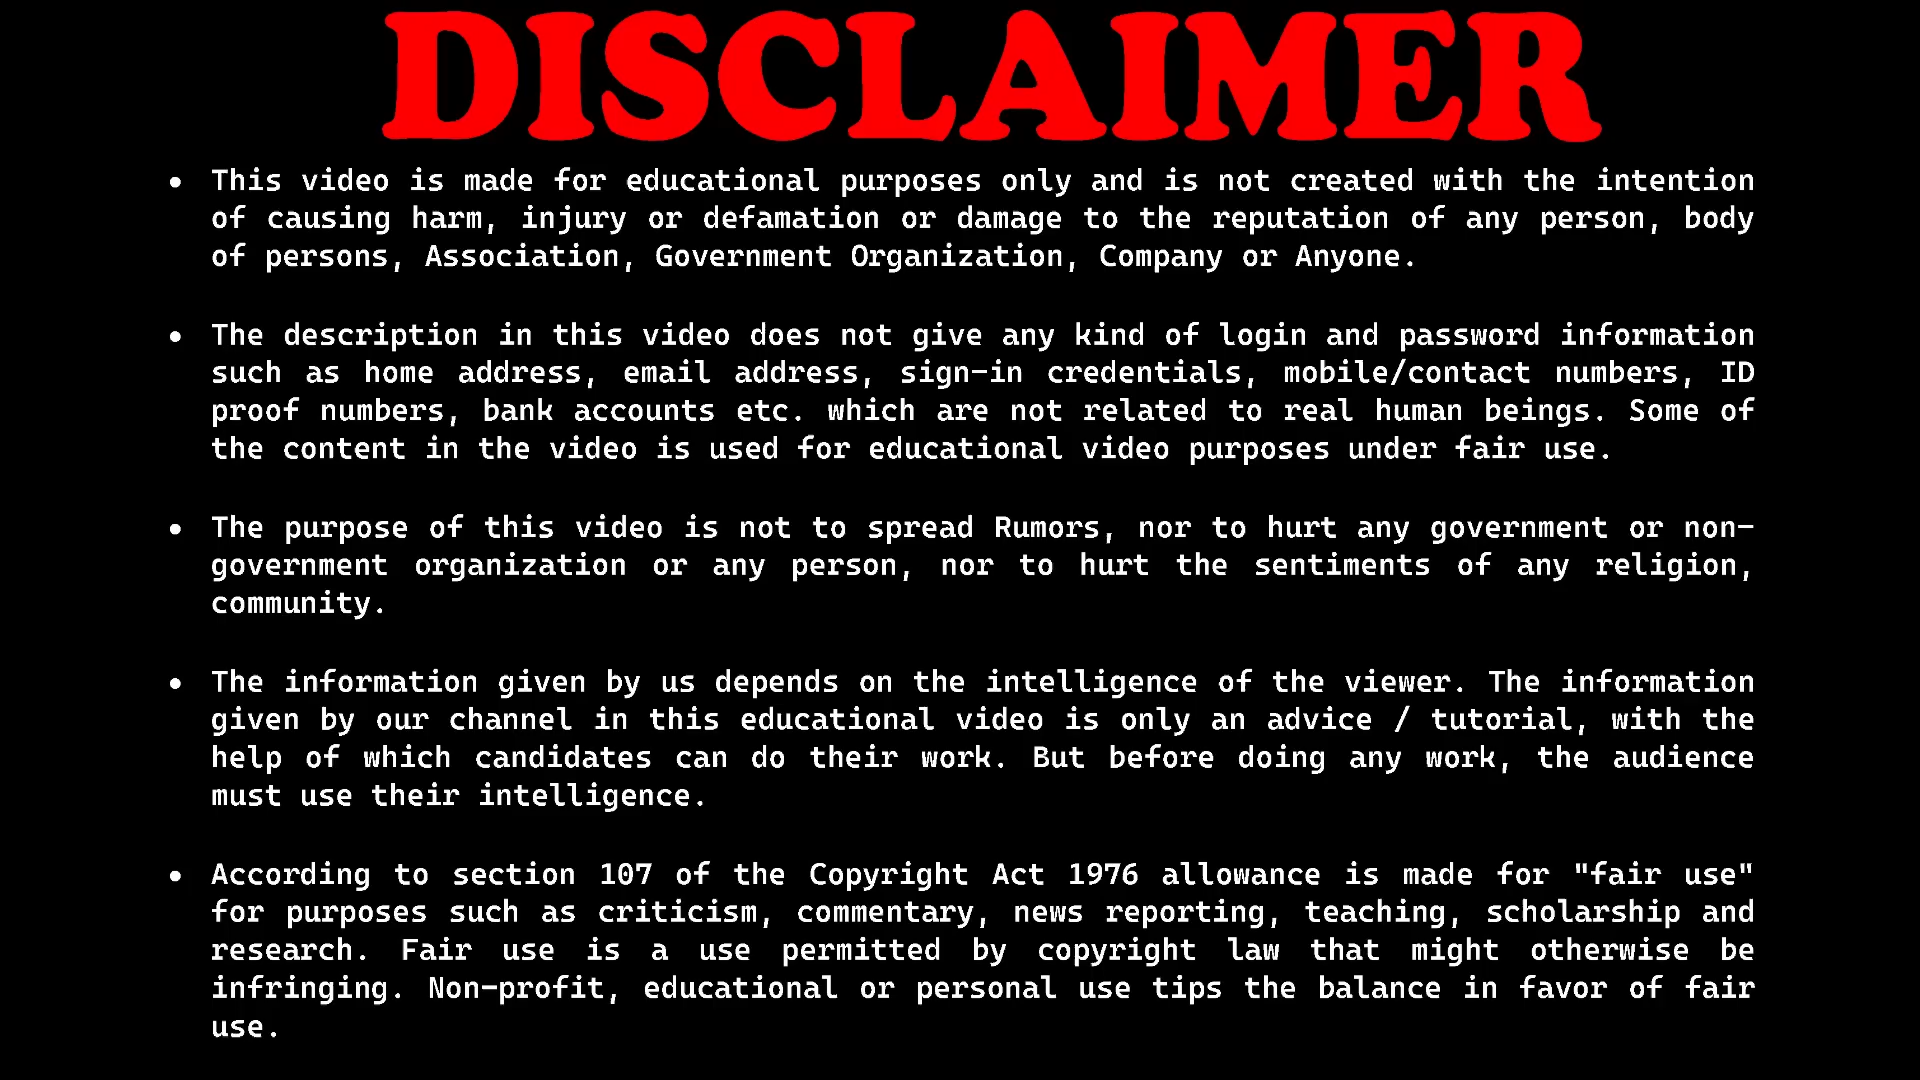 DISCLAIMER
• This video is made for educational purposes only and is not created with the intention
of causing harm, injury or defamation or damage to the reputation of any person, body
of persons, Association, Government Organization, Company or Anyone.
• The description in this video does not give any kind of login and password information
such as home address, email address, sign-in credentials, mobile/contact numbers, ID
proof numbers, bank accounts etc. which are not related to real human beings. Some of
the content in the video is used for educational video purposes under fair use.
• The purpose of this video is not to spread Rumors, nor to hurt any government or non-
government organization or any person, nor to hurt the sentiments of any religion,
community.
• The information given by us depends on the intelligence of the viewer. The information
given by our channel in this educational video is only an advice / tutorial, with the
help of which candidates can do their work. But before doing any work, the audience
must use their intelligence.
• According to section 107 of the Copyright Act 1976 allowance is made for "fair use"
for purposes such as criticism, commentary, news reporting, teaching, scholarship and
research. Fair use is a use permitted by copyright law that might otherwise be
infringing. Non-profit, educational or personal use tips the balance in favor of fair
use.